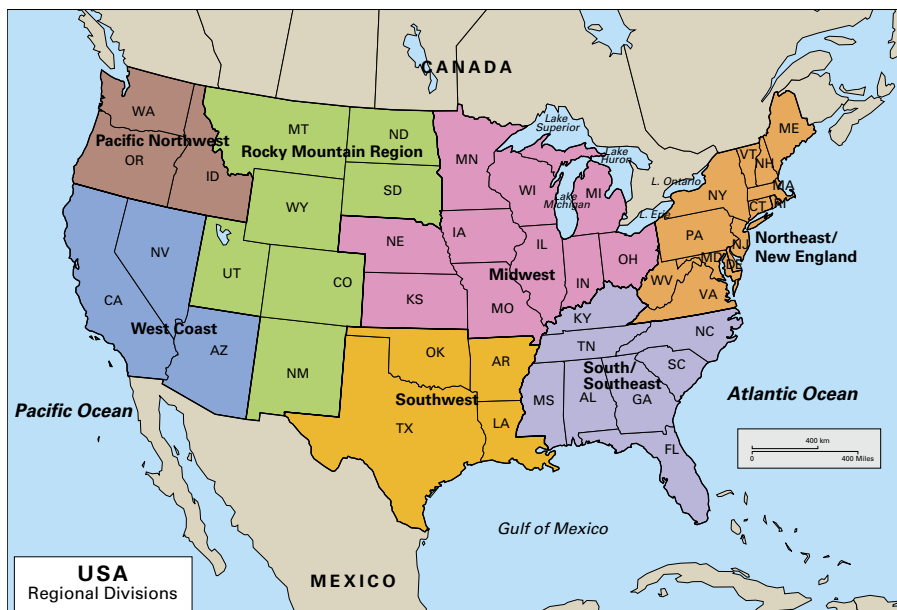 CANADA
WA
Pacific Northwest
OR
ID
MT
ND
Rocky Mountain Region
SD
WY
UT
CO
NM
NV
CA
West Coast
AZ
MN
WI
MI
IA
NE
IL
OH
Midwest
IN
KS
MO
Lake
Superior
Lake
Huron
Lake
Michigan
L. Ontario
L. Erie
ME
VT
NH
MA
NY
CT
RI
PA
NJ
MD
DE
WV
VA
Northeast/
New England
KY
NC
TN
SC
South/
Southeast
MS
AL
GA
FL
OK
AR
Southwest
TX
LA
Pacific Ocean
Atlantic Ocean
400 km
0
400 Miles
Gulf of Mexico
MEXICO
USA
Regional Divisions